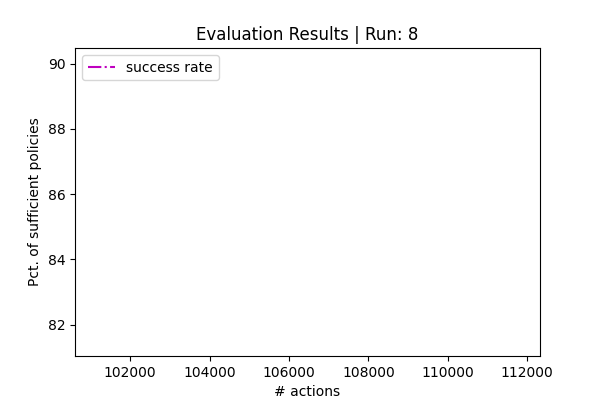 Evaluation Results | Run: 8
success rate
Pct. of sufficient policies
90
88
86
84
82
102000 104000 106000 108000 110000 112000
# actions